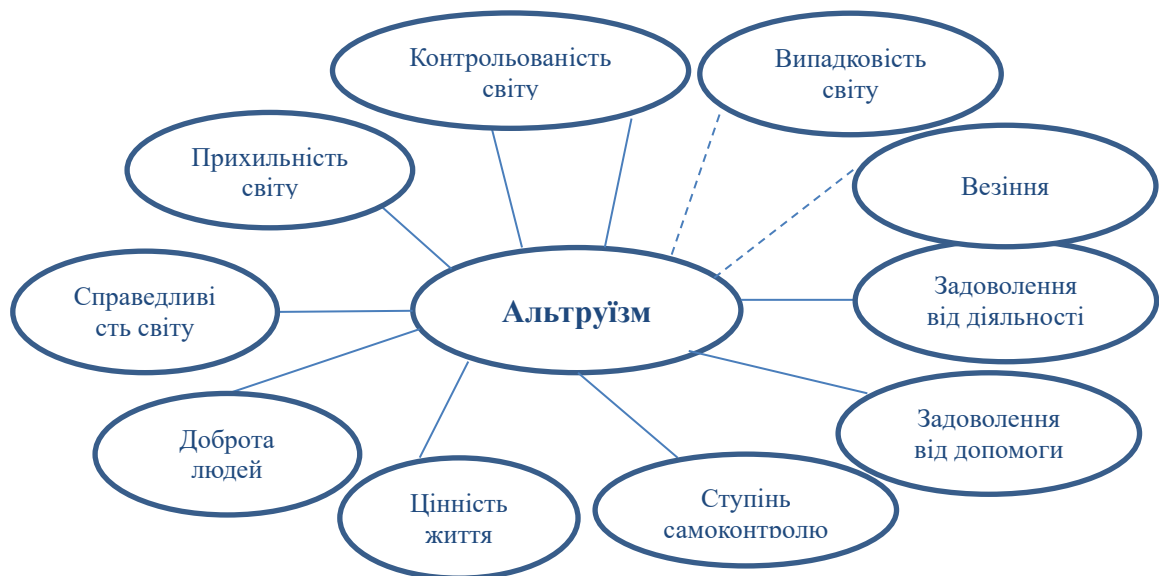 Контрольованість
світу
Випадковість
світу
Прихильність
світу
Везіння
Справедливі
сть світу
Альтруїзм
Задоволення
від діяльності
Доброта
людей
Задоволення
від допомоги
Цінність
життя
Ступінь
самоконтролю